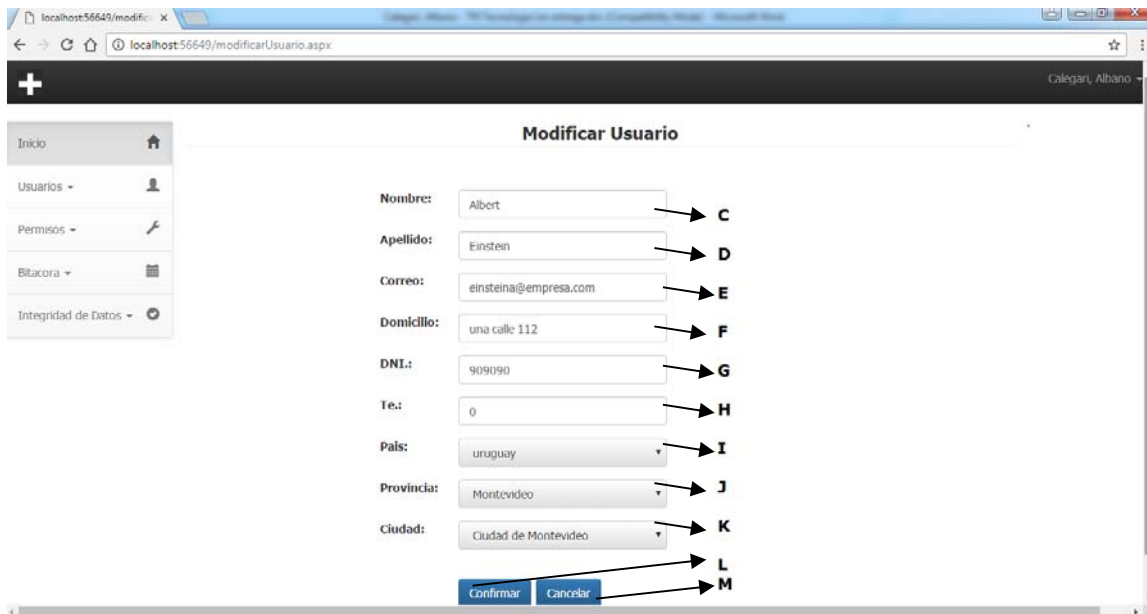 localhost:56649/modific x
localhost:56649/modificarUsuario.aspx
Calegari, Albano
Modificar Usuario
Inicio
Usuarios
Permisos
Bitacora
Integridad de Datos
Nombre: Albert C
Apellido: Einstein D
Correo: einsteina@empresa.com E
Domicilio: una calle 112 F
DNI.: 909090 G
Te.: 0 H
Pais: uruguay I
Provincia: Montevideo J
Ciudad: Ciudad de Montevideo K
L
Confirmar Cancelar M